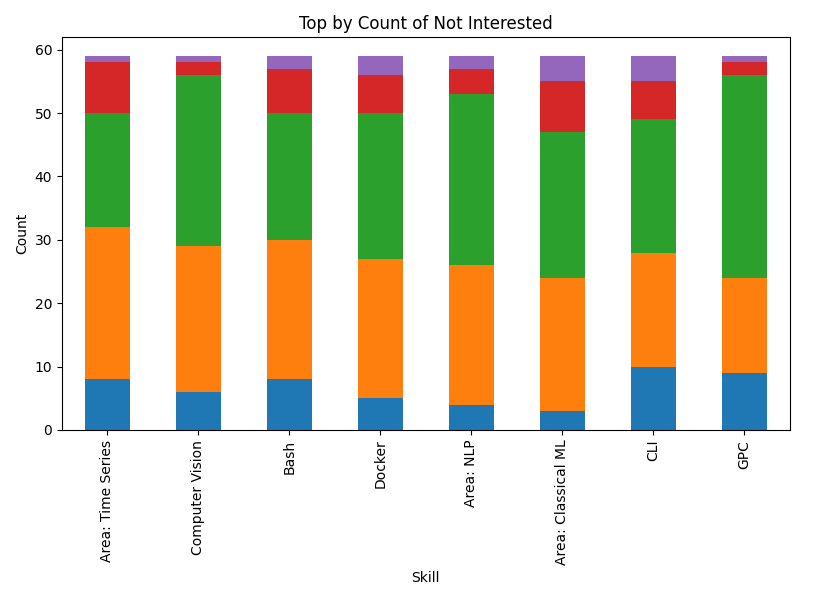 Top by Count of Not Interested
60
50
40
30
20
10
0
Count
Area: Time Series
Computer Vision
Bash
Docker
Area: NLP
Area: Classical ML
CLI
GPC
Skill